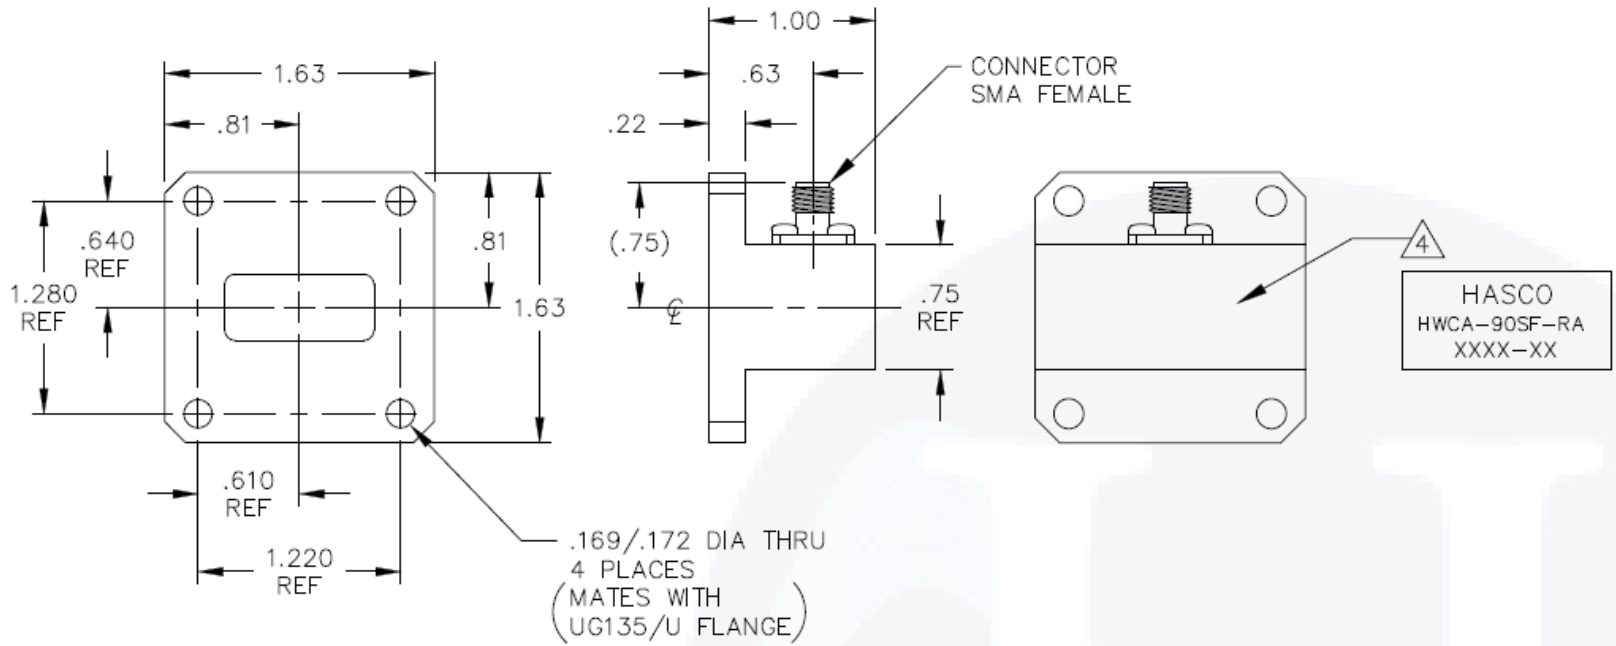 1.63
.81
.640
REF
1.280
REF
.81
1.63
.610
REF
1.220
REF
.169/.172 DIA THRU
4 PLACES
(MATES WITH
UG135/U FLANGE)
1.00
.63
.22
(.75)
℄
CONNECTOR
SMA FEMALE
.75
REF
4
HASCO
HWCA-90SF-RA
XXXX-XX